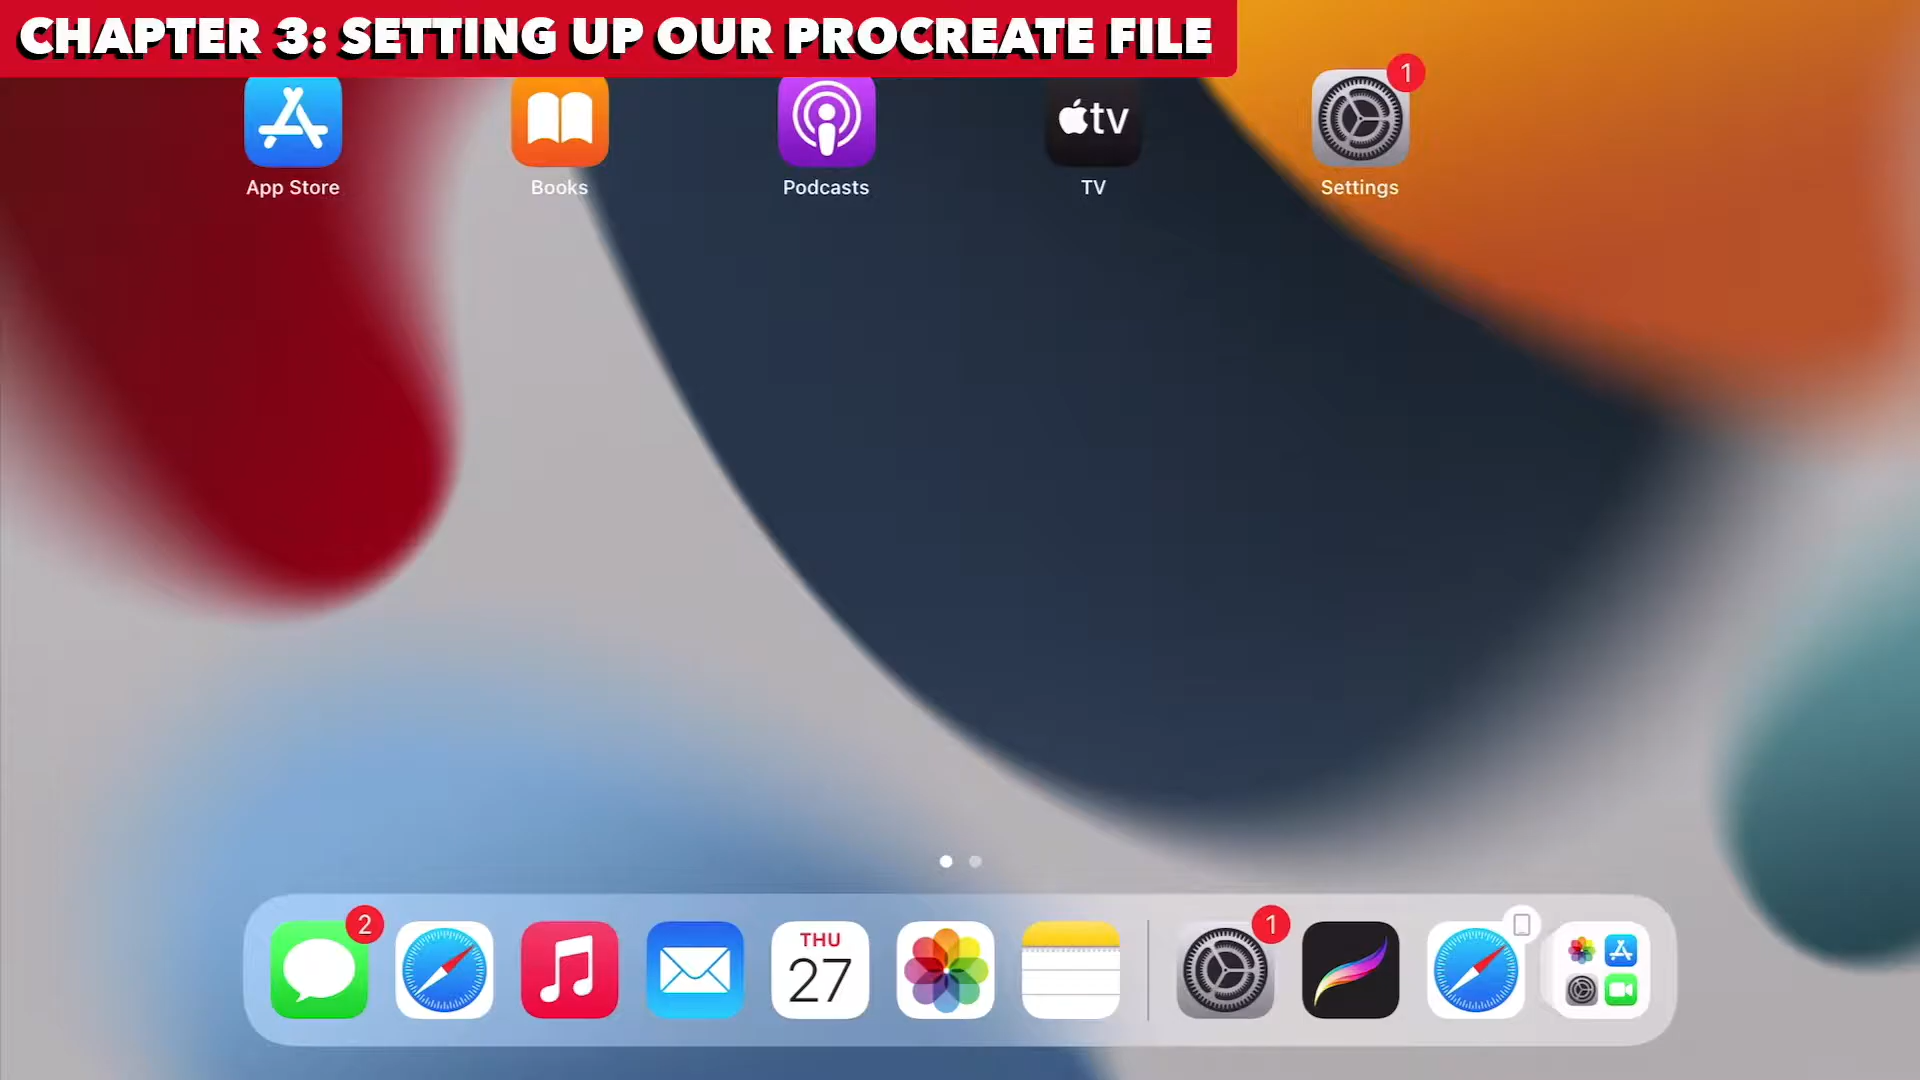 CHAPTER 3: SETTING UP OUR PROCREATE FILE
1
tv
App Store
Books
Podcasts
TV
Settings
2
THU
27
1